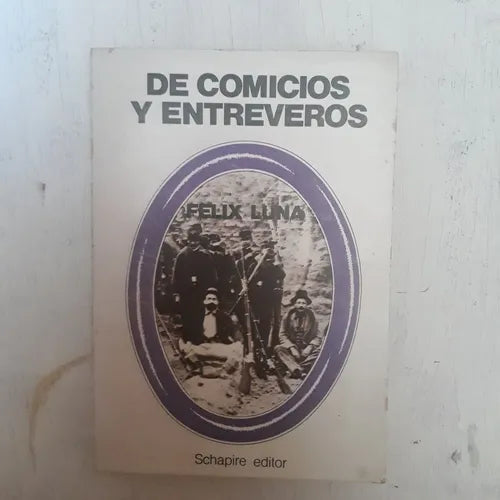 DE COMICIOS
Y ENTREVEROS
FELIX LUNA
Schapire editor